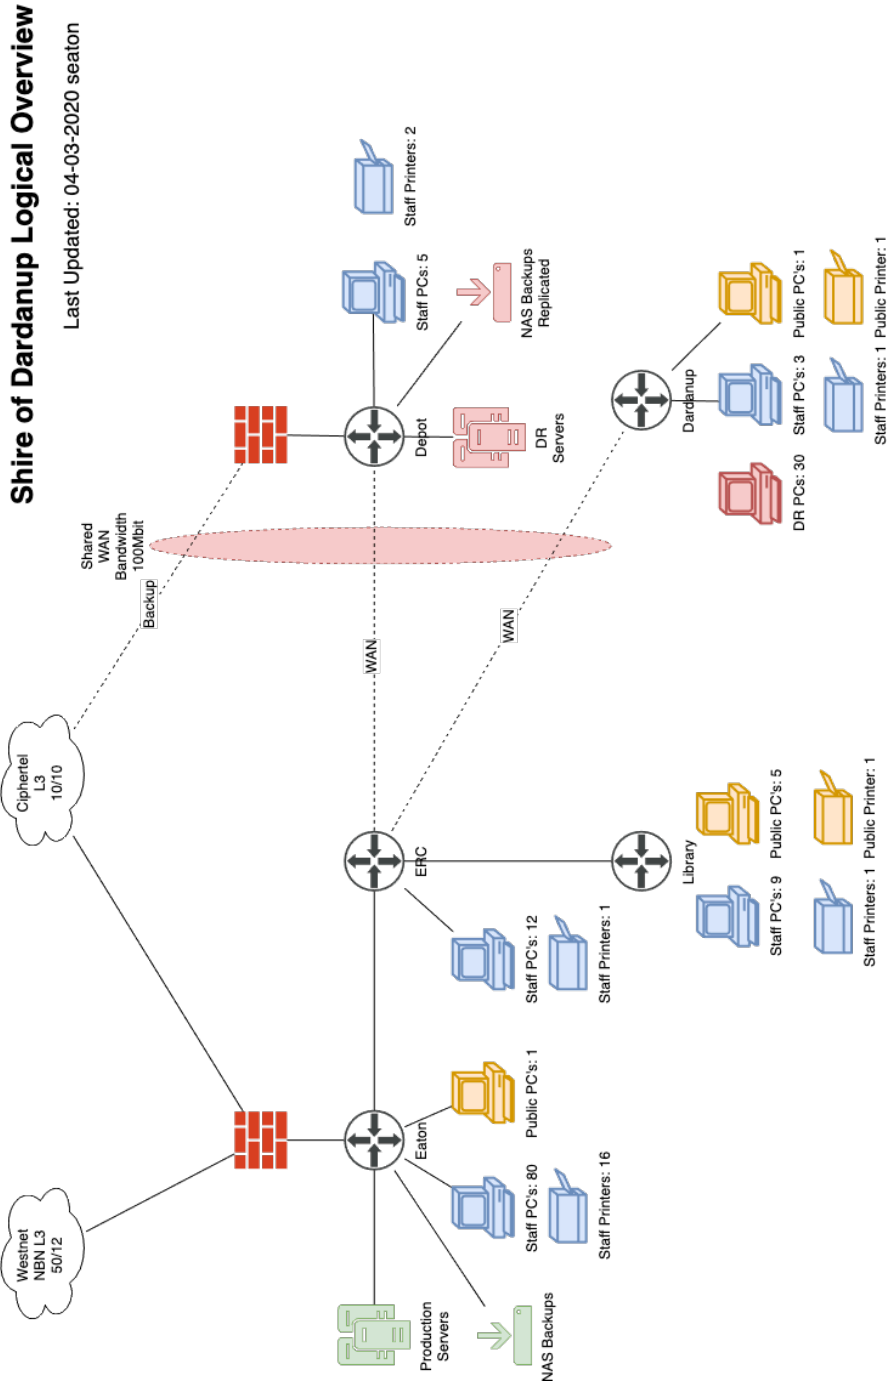 Shire of Dardanup Logical Overview
Last Updated: 04-03-2020 seaton
Westnet
NBN L3
50/12
Ciphertel
L3
10/10
Backup
Shared
WAN
Bandwidth
100Mbit
Production
Servers
NAS Backups
Eaton
Staff PC's: 80
Staff Printers: 16
Public PC's: 1
ERC
Staff PC's: 12
Staff Printers: 1
WAN
WAN
Depot
Staff PCs: 5
Staff Printers: 2
DR
Servers
NAS Backups
Replicated
Library
Staff PC's: 9
Public PC's: 5
Staff Printers: 1
Public Printer: 1
Dardanup
DR PCs: 30
Staff PC's: 3
Public PC's: 1
Staff Printers: 1
Public Printer: 1